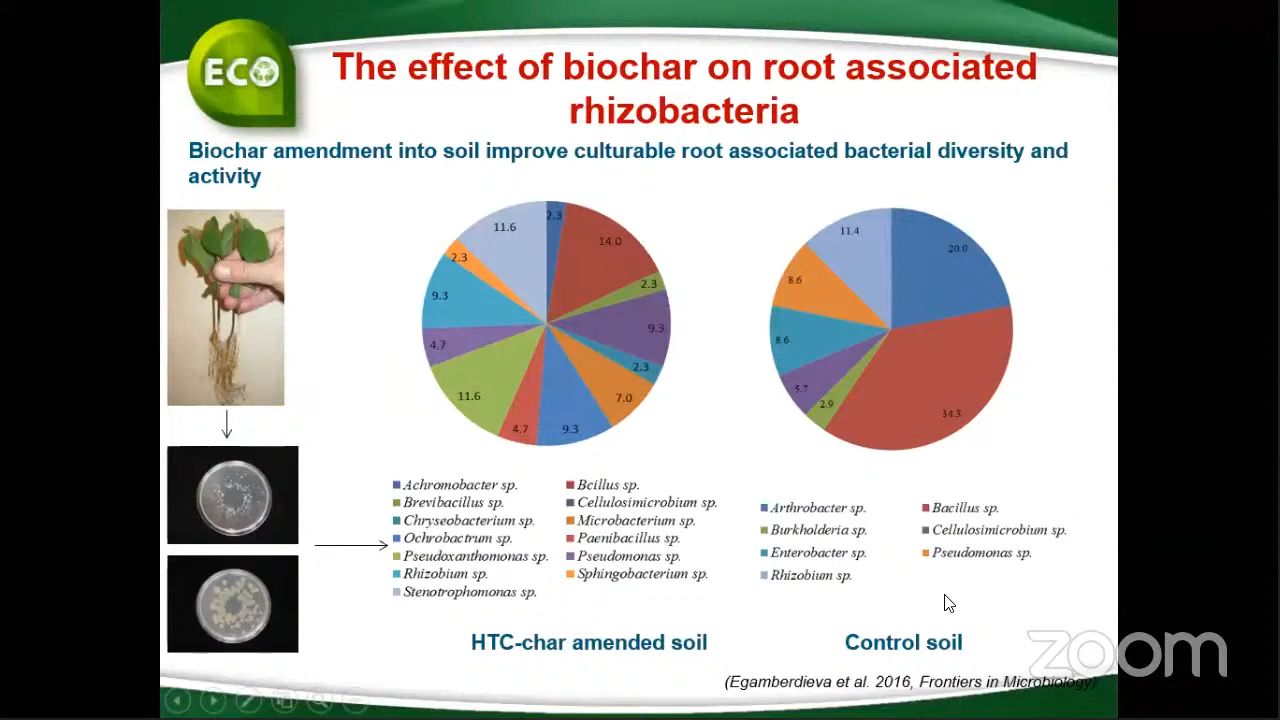 ECO
The effect of biochar on root associated
rhizobacteria
Biochar amendment into soil improve culturable root associated bacterial diversity and
activity
2.3
14.0
2.3
9.3
2.3
7.0
9.3
4.7
11.6
4.7
9.3
2.3
11.6
20.0
34.3
2.9
5.7
8.6
8.6
11.4
Achromobacter sp.
Bcillus sp.
Brevibacillus sp.
Cellulosimicrobium sp.
Chryseobacterium sp.
Microbacterium sp.
Ochrobactrum sp.
Paenibacillus sp.
Pseudoxanthomonas sp.
Pseudomonas sp.
Rhizobium sp.
Sphingobacterium sp.
Stenotrophomonas sp.
Arthrobacter sp.
Bacillus sp.
Burkholderia sp.
Cellulosimicrobium sp.
Enterobacter sp.
Pseudomonas sp.
Rhizobium sp.
HTC-char amended soil
Control soil
zoom
(Egamberdieva et al. 2016, Frontiers in Microbiology)